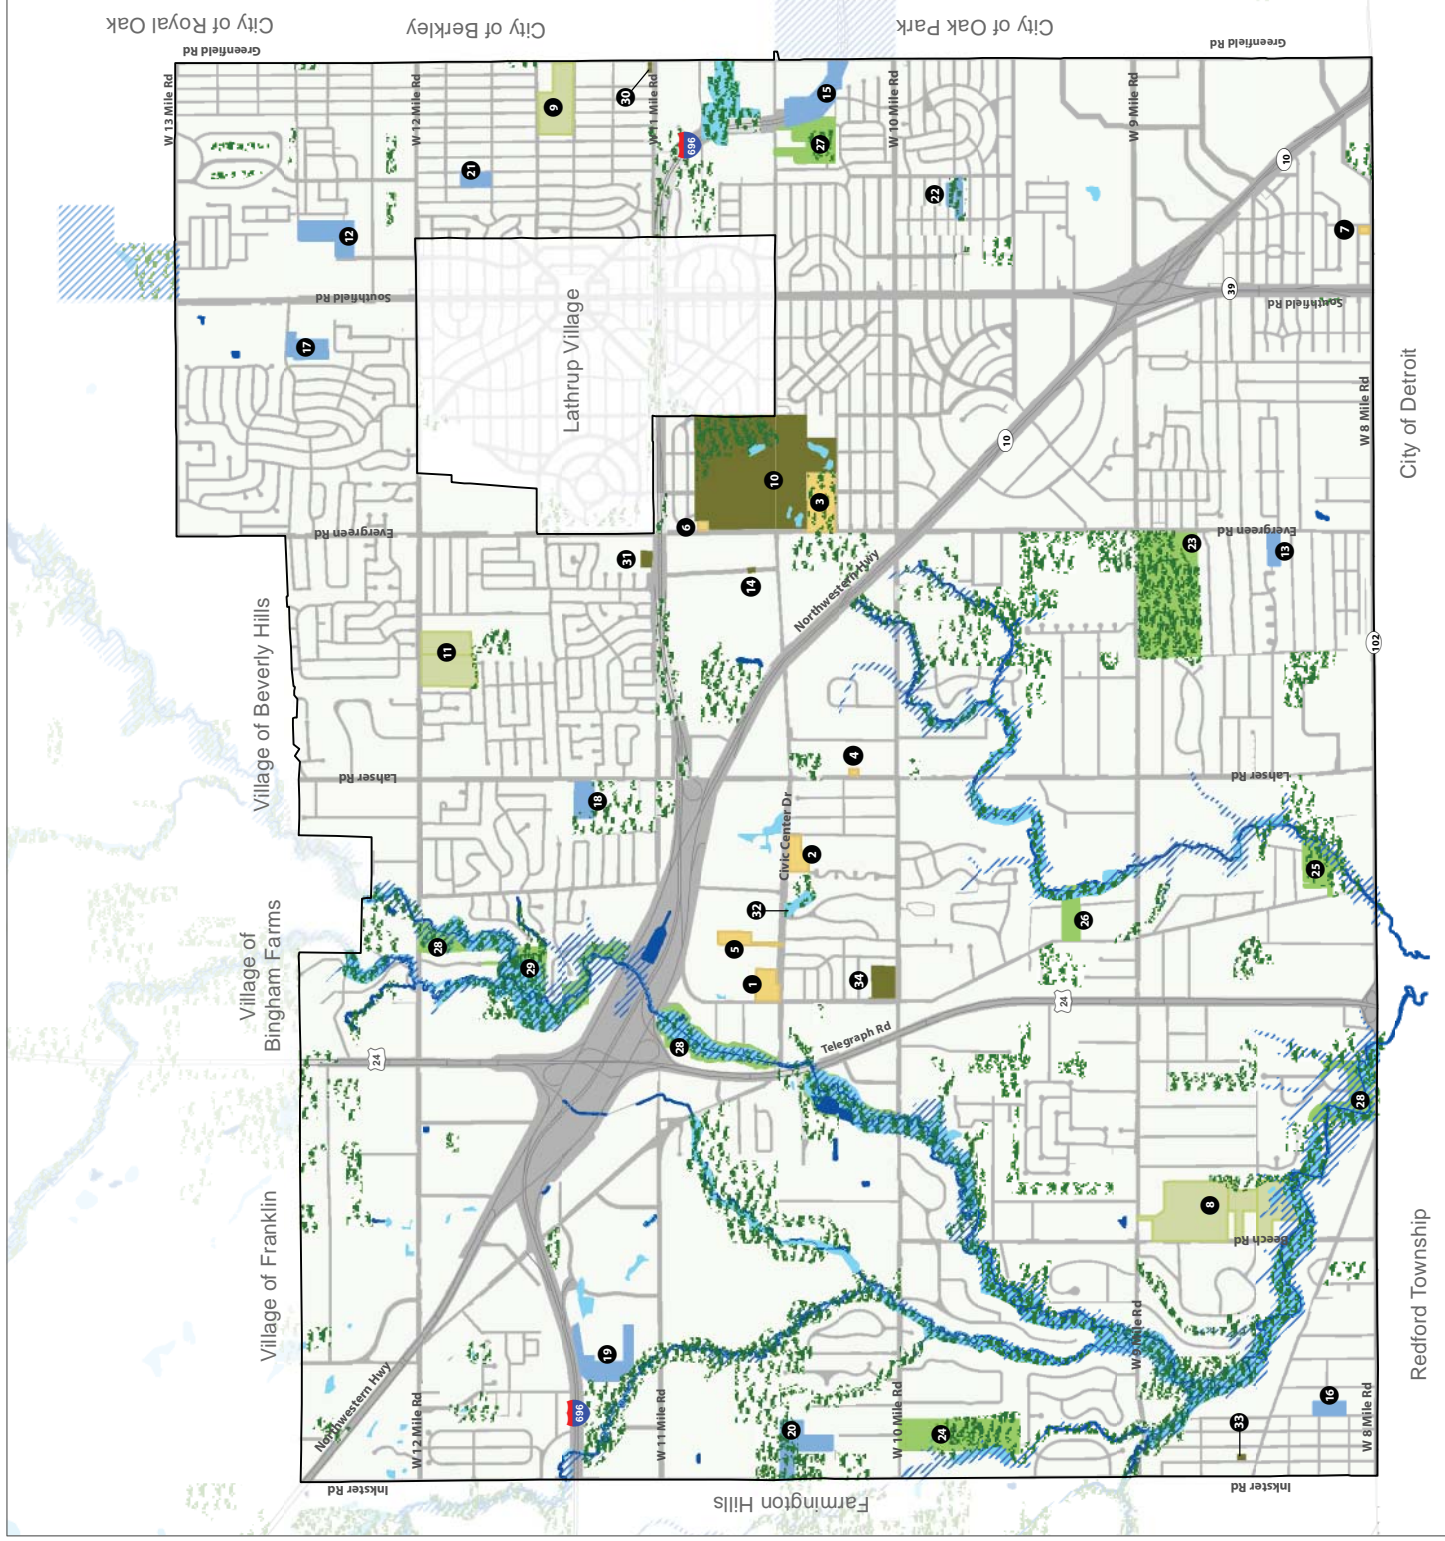 City of Royal Oak
City of Berkley
City of Oak Park
Greenfield Rd
Greenfield Rd
W 13 Mile Rd
W 12 Mile Rd
W 11 Mile Rd
W 10 Mile Rd
W 9 Mile Rd
9
30
15
696
27
10
21
22
12
7
Southfield Rd
39
Southfield Rd
17
Lathrup Village
W 8 Mile Rd
City of Detroit
10
10
3
6
Evergreen Rd
Evergreen Rd
31
23
13
14
Northwestern Hwy
Village of Beverly Hills
11
102
4
Lahser Rd
Lahser Rd
18
Civic Center Dr
2
25
32
26
Village of
Bingham Farms
28
29
5
1
34
24
28
Telegraph Rd
24
28
8
Village of Franklin
Beech Rd
Redford Township
19
W 9 Mile Rd
Northwestern Hwy
696
W 12 Mile Rd
W 11 Mile Rd
20
W 10 Mile Rd
24
33
16
W 8 Mile Rd
Inkster Rd
Inkster Rd
Farmington Hills